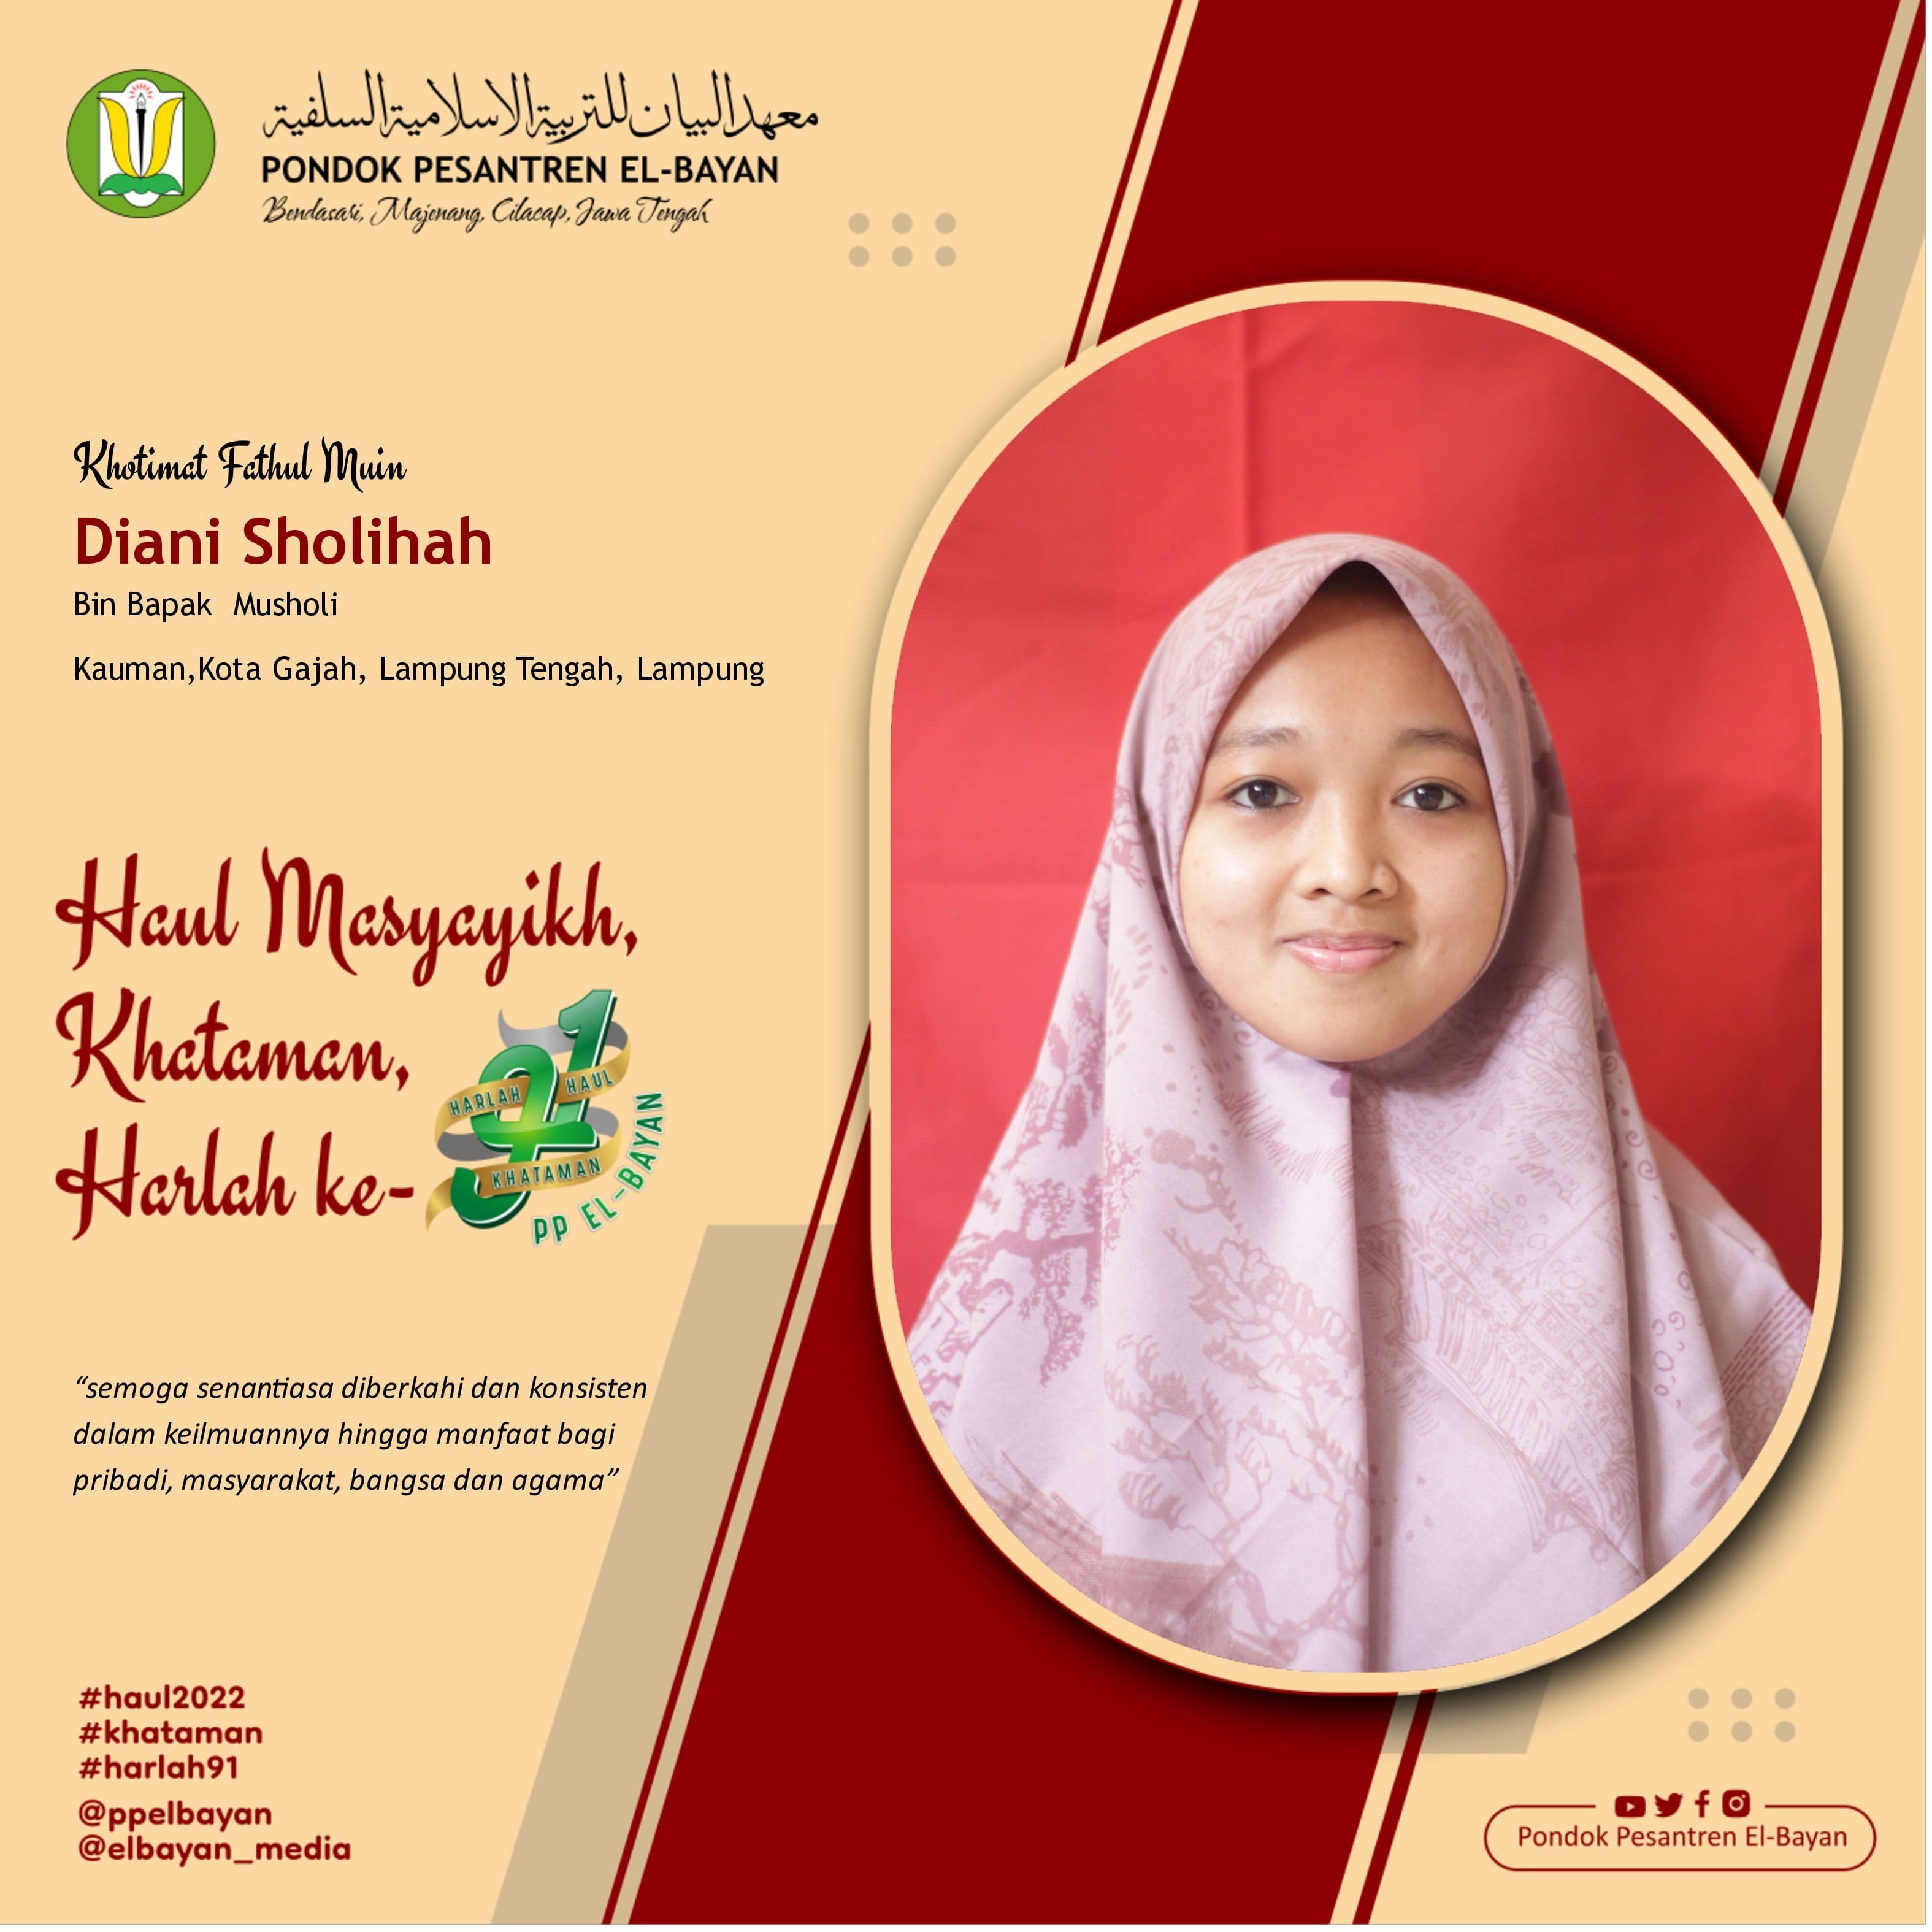 معهد البيان للتربية الاسلامية السلفية
PONDOK PESANTREN EL-BAYAN
Bendasari, Majenang, Cilacap, Jawa Tengah
Khotimat Fathul Muin
Diani Sholihah
Bin Bapak  Musholi
Kauman,Kota Gajah, Lampung Tengah, Lampung
Haul Masyayikh,
Khataman,
Harlah ke-
91
HARLAH HAUL
KHATAMAN
PP EL-BAYAN
“semoga senantiasa diberkahi dan konsisten
dalam keilmuannya hingga manfaat bagi
pribadi, masyarakat, bangsa dan agama”
#haul2022
#khataman
#harlah91
@ppelbayan
@elbayan_media
Pondok Pesantren El-Bayan